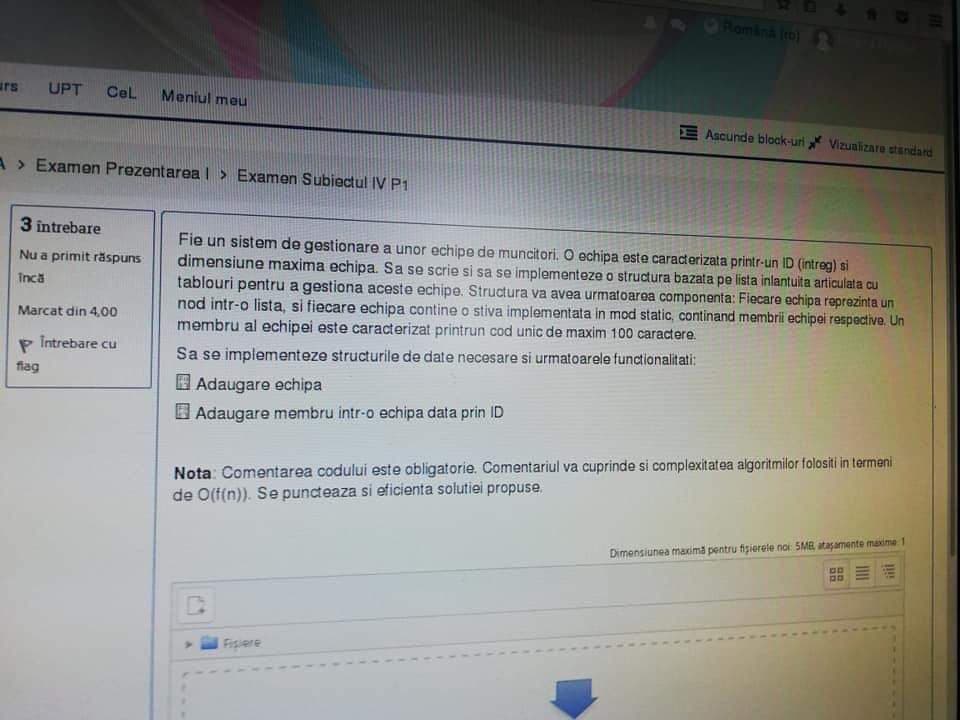 Română (ro)
UPT CeL Meniul meu
Ascunde block-uri Vizualizare standard
> Examen Prezentarea I > Examen Subiectul IV P1
3 întrebare
Nu a primit răspuns
încă
Marcat din 4,00
Întrebare cu
flag
Fie un sistem de gestionare a unor echipe de muncitori. O echipa este caracterizata printr-un ID (intreg) si
dimensiune maxima echipa. Sa se scrie si sa se implementeze o structura bazata pe lista inlantuita articulata cu
tablouri pentru a gestiona aceste echipe. Structura va avea urmatoarea componenta: Fiecare echipa reprezinta un
nod intr-o lista, si fiecare echipa contine o stiva implementata in mod static, continand membrii echipei respective. Un
membru al echipei este caracterizat printrun cod unic de maxim 100 caractere.
Sa se implementeze structurile de date necesare si urmatoarele functionalitati:
Adaugare echipa
Adaugare membru intr-o echipa data prin ID
Nota: Comentarea codului este obligatorie. Comentariul va cuprinde si complexitatea algoritmilor folositi in termeni
de O(f(n)). Se puncteaza si eficienta solutiei propuse.
Dimensiunea maximă pentru fișierele noi: 5MB, atașamente maxime: 1
Fișiere